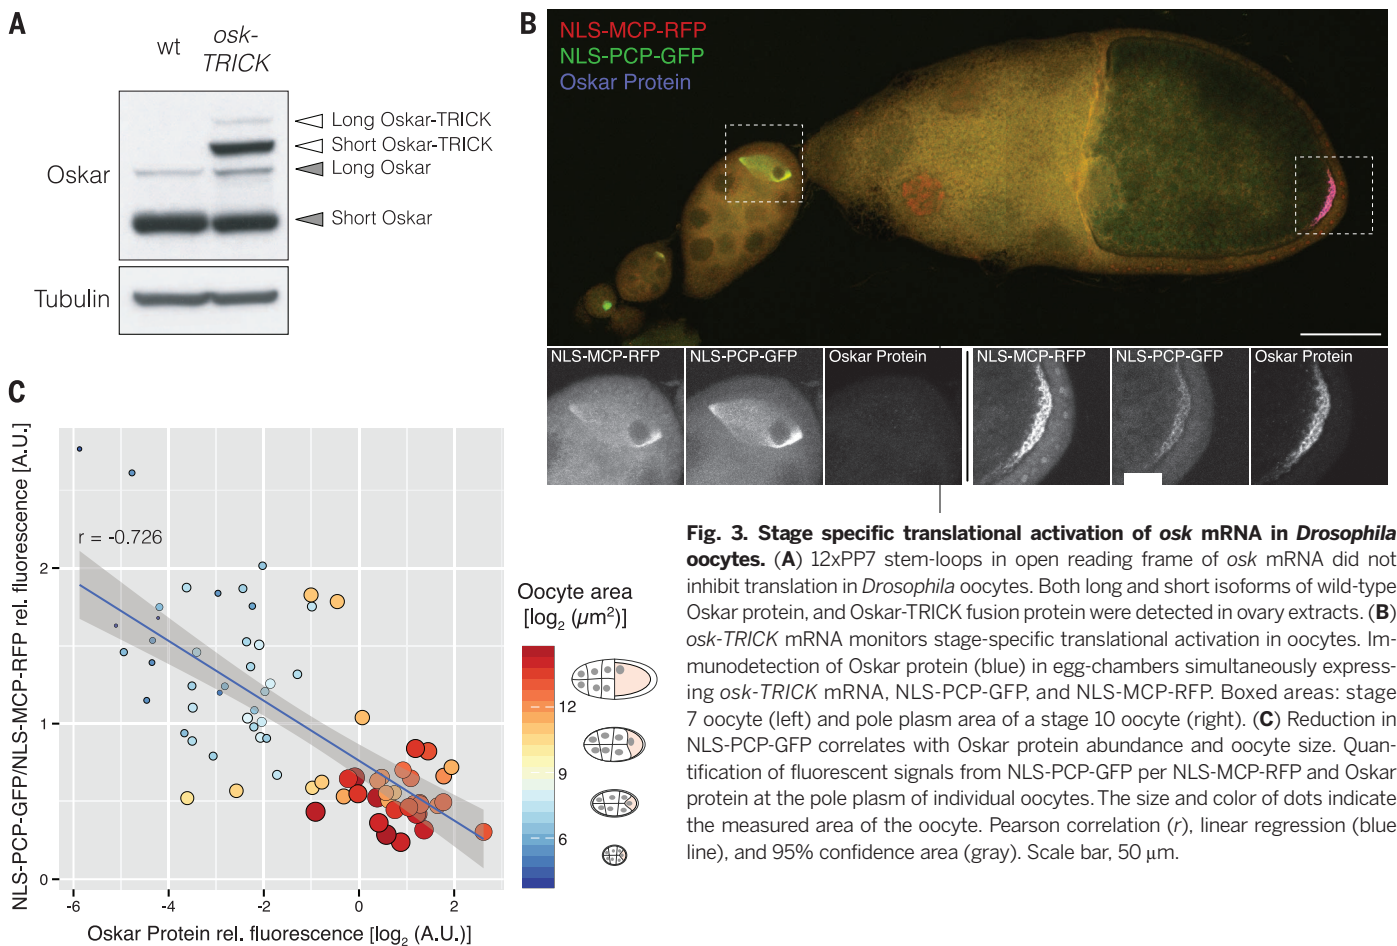 A
wt
osk-
TRICK
Oskar
Long Oskar-TRICK
Short Oskar-TRICK
Long Oskar
Short Oskar
Tubulin
B
NLS-MCP-RFP
NLS-PCP-GFP
Oskar Protein
NLS-MCP-RFP
NLS-PCP-GFP
Oskar Protein
NLS-MCP-RFP
NLS-PCP-GFP
Oskar Protein
C
NLS-PCP-GFP/NLS-MCP-RFP rel. fluorescence [A.U.]
r = -0.726
2
1
0
-6
-4
-2
0
2
Oskar Protein rel. fluorescence [log2 (A.U.)]
Oocyte area
[log2 (μm²)]
12
9
6
Fig. 3. Stage specific translational activation of osk mRNA in Drosophila
oocytes. (A) 12xPP7 stem-loops in open reading frame of osk mRNA did not
inhibit translation in Drosophila oocytes. Both long and short isoforms of wild-type
Oskar protein, and Oskar-TRICK fusion protein were detected in ovary extracts. (B)
osk-TRICK mRNA monitors stage-specific translational activation in oocytes. Im-
munodetection of Oskar protein (blue) in egg-chambers simultaneously express-
ing osk-TRICK mRNA, NLS-PCP-GFP, and NLS-MCP-RFP. Boxed areas: stage
7 oocyte (left) and pole plasm area of a stage 10 oocyte (right). (C) Reduction in
NLS-PCP-GFP correlates with Oskar protein abundance and oocyte size. Quan-
tification of fluorescent signals from NLS-PCP-GFP per NLS-MCP-RFP and Oskar
protein at the pole plasm of individual oocytes. The size and color of dots indicate
the measured area of the oocyte. Pearson correlation (r), linear regression (blue
line), and 95% confidence area (gray). Scale bar, 50 μm.